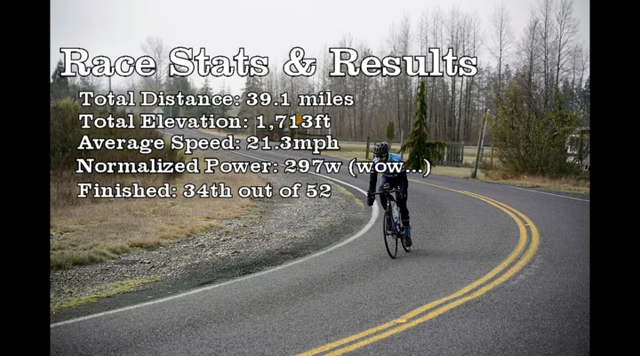 Race Stats & Results
Total Distance: 39.1 miles
Total Elevation: 1,713ft
Average Speed: 21.3mph
Normalized Power: 297w (wow...)
Finished: 34th out of 52